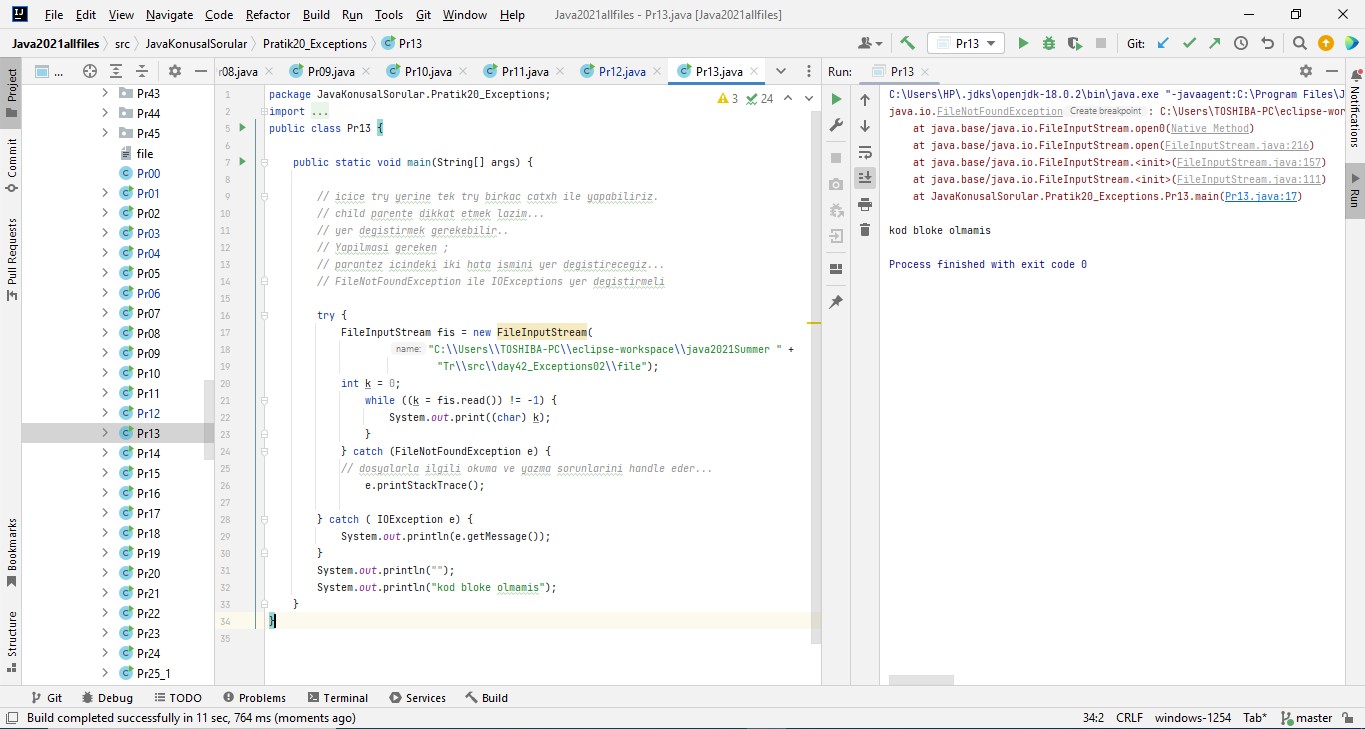 File Edit View Navigate Code Refactor Build Run Tools Git Window Help Java2021allfiles - Pr13.java [Java2021allfiles]
Java2021allfiles src JavaKonusalSorular Pratik20_Exceptions Pr13
Pr13
Git:
Project
Commit
Pull Requests
Bookmarks
Structure
...
Pr43
Pr44
Pr45
file
Pr00
Pr01
Pr02
Pr03
Pr04
Pr05
Pr06
Pr07
Pr08
Pr09
Pr10
Pr11
Pr12
Pr13
Pr14
Pr15
Pr16
Pr17
Pr18
Pr19
Pr20
Pr21
Pr22
Pr23
Pr24
Pr25_1
r08.java Pr09.java Pr10.java Pr11.java Pr12.java Pr13.java
3 24
1 package JavaKonusalSorular.Pratik20_Exceptions;
2 import ...
5 public class Pr13 {
6
7 public static void main(String[] args) {
8
9 // icice try yerine tek try birkac catxh ile yapabiliriz.
10 // child parente dikkat etmek lazim...
11 // yer degistirmek gerekebilir..
12 // Yapilmasi gereken ;
13 // parantez icindeki iki hata ismini yer degistirecegiz...
14 // FileNotFoundException ile IOExceptions yer degistirmeli
15
16 try {
17 FileInputStream fis = new FileInputStream(
18 name: "C:\\Users\\TOSHIBA-PC\\eclipse-workspace\\java2021Summer " +
19 "Tr\\src\\day42_Exceptions02\\file");
20 int k = 0;
21 while ((k = fis.read()) != -1) {
22 System.out.print((char) k);
23 }
24 } catch (FileNotFoundException e) {
25 // dosyalarla ilgili okuma ve yazma sorunlarini handle eder...
26 e.printStackTrace();
27
28 } catch ( IOException e) {
29 System.out.println(e.getMessage());
30 }
31 System.out.println("");
32 System.out.println("kod bloke olmamis");
33 }
34 }
35
Run: Pr13
C:\Users\HP\.jdks\openjdk-18.0.2\bin\java.exe "-javaagent:C:\Program Files\J
java.io.FileNotFoundException Create breakpoint : C:\Users\TOSHIBA-PC\eclipse-wor
at java.base/java.io.FileInputStream.open0(Native Method)
at java.base/java.io.FileInputStream.open(FileInputStream.java:216)
at java.base/java.io.FileInputStream.<init>(FileInputStream.java:157)
at java.base/java.io.FileInputStream.<init>(FileInputStream.java:111)
at JavaKonusalSorular.Pratik20_Exceptions.Pr13.main(Pr13.java:17)
kod bloke olmamis
Process finished with exit code 0
Notifications
Run
Git Debug TODO Problems Terminal Services Build
Build completed successfully in 11 sec, 764 ms (moments ago) 34:2 CRLF windows-1254 Tab* master